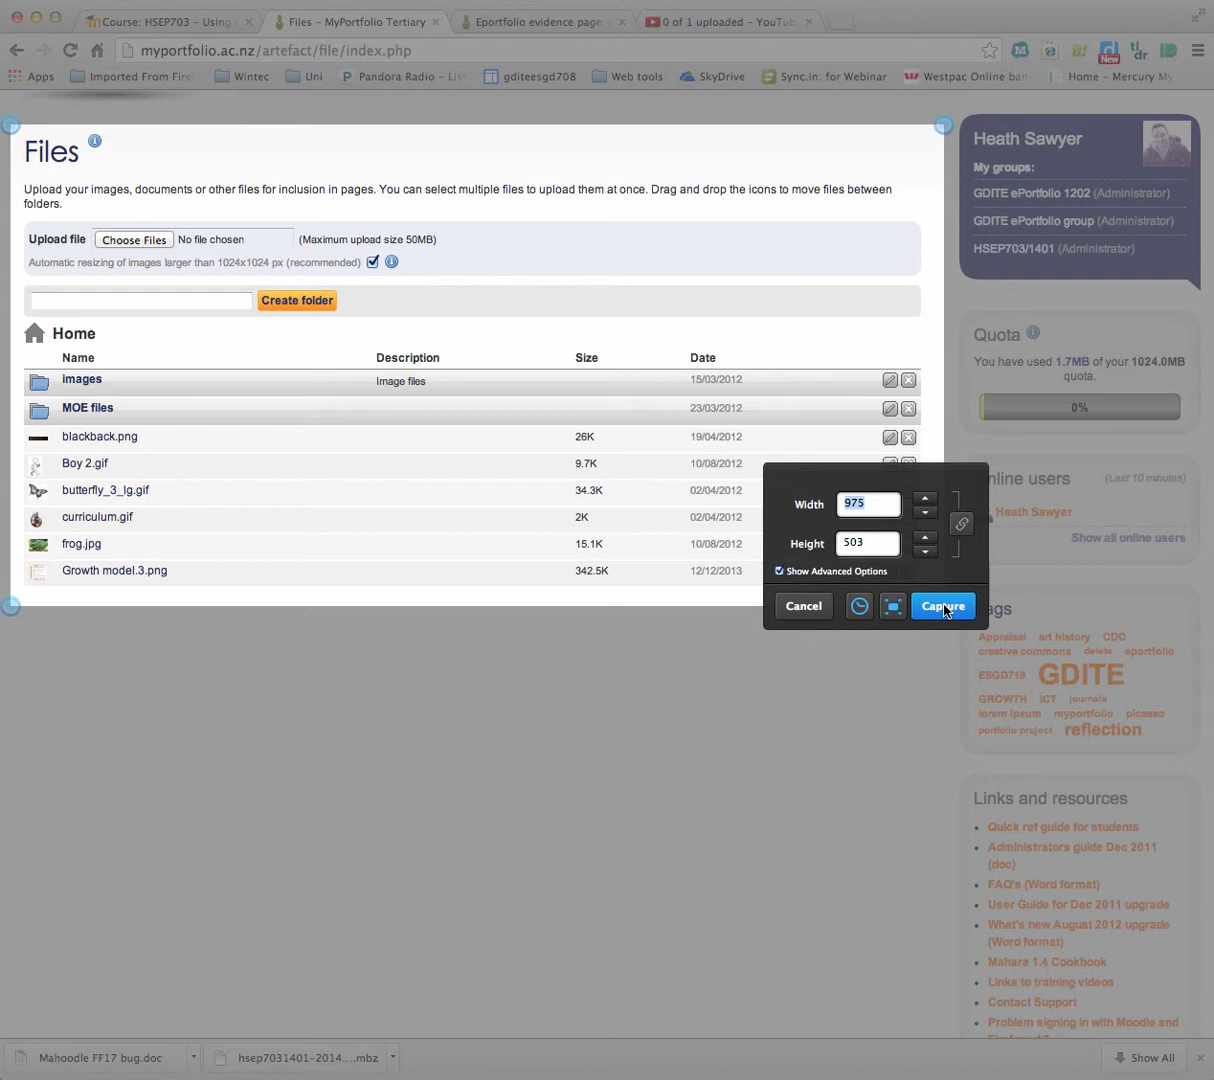 Course: HSEP703 – Using
Files – MyPortfolio Tertiary
Eportfolio evidence page
0 of 1 uploaded – YouTub
myportfolio.ac.nz/artefact/file/index.php
Apps
Imported From Fire
Wintec
Uni
Pandora Radio – List
gditeesgd708
Web tools
SkyDrive
Sync.in: for Webinar
Westpac Online ban
Home – Mercury My
New
Files
Upload your images, documents or other files for inclusion in pages. You can select multiple files to upload them at once. Drag and drop the icons to move files between
folders.
Upload file
Choose Files
No file chosen
(Maximum upload size 50MB)
Automatic resizing of images larger than 1024x1024 px (recommended)
Create folder
Home
Name Description Size Date
images Image files 15/03/2012
MOE files 23/03/2012
blackback.png 26K 19/04/2012
Boy 2.gif 9.7K 10/08/2012
butterfly_3_lg.gif 34.3K 02/04/2012
curriculum.gif 2K 02/04/2012
frog.jpg 15.1K 10/08/2012
Growth model.3.png 342.5K 12/12/2013
Width 975
Height 503
Show Advanced Options
Cancel
Capture
Heath Sawyer
My groups:
GDITE ePortfolio 1202 (Administrator)
GDITE ePortfolio group (Administrator)
HSEP703/1401 (Administrator)
Quota
You have used 1.7MB of your 1024.0MB
quota.
0%
nline users (Last 10 minutes)
Heath Sawyer
Show all online users
ags
Appraisal art history CDC
creative commons delete eportfolio
ESGD719 GDITE
GROWTH ICT journals
lorem ipsum myportfolio picasso
portfolio project reflection
Links and resources
Quick ref guide for students
Administrators guide Dec 2011
(doc)
FAQ's (Word format)
User Guide for Dec 2011 upgrade
What's new August 2012 upgrade
(Word format)
Mahara 1.4 Cookbook
Links to training videos
Contact Support
Problem signing in with Moodle and
Mahoodle FF17 bug.doc
hsep7031401-2014....mbz
Show All